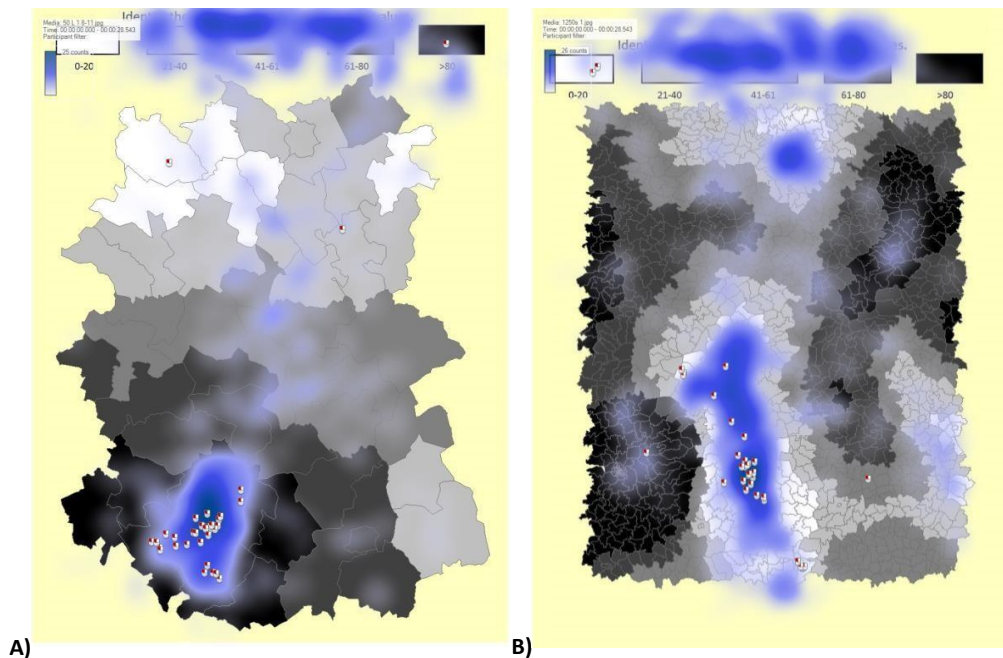 Media: 50 L 1.8-11.jpg
Time: 00:00:00.000 - 00:00:28.543
Participant filter
25 counts
0-20
21-40
41-61
61-80
>80
A)
Media: 1250s 1.jpg
Time: 00:00:00.000 - 00:00:28.543
Participant filter
26 counts
0-20
21-40
41-61
61-80
>80
B)